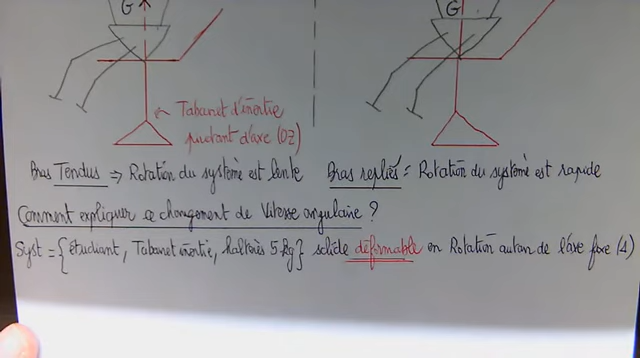 G
G
Tabouret d'inertie
pivotant d'axe (OZ)
Bras Tendus => Rotation du système est lente
Bras repliés = Rotation du système est rapide
Comment expliquer ce changement de Vitesse angulaire ?
Syst = {étudiant, Tabouret inertie, haltères 5 kg} solide déformable en Rotation autour de l'axe fixe (Δ)